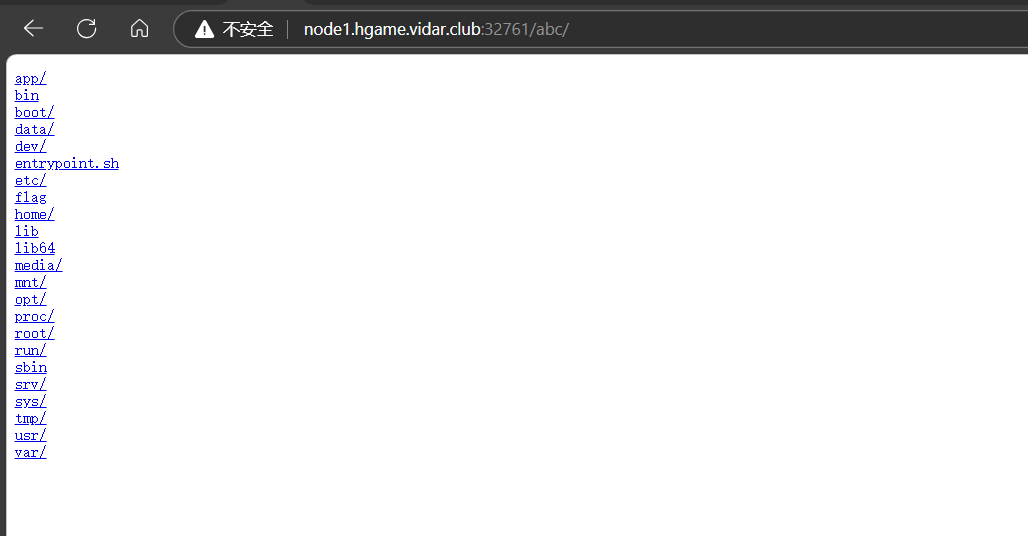 不安全 node1.hgame.vidar.club:32761/abc/
app/
bin
boot/
data/
dev/
entrypoint.sh
etc/
flag
home/
lib
lib64
media/
mnt/
opt/
proc/
root/
run/
sbin
srv/
sys/
tmp/
usr/
var/